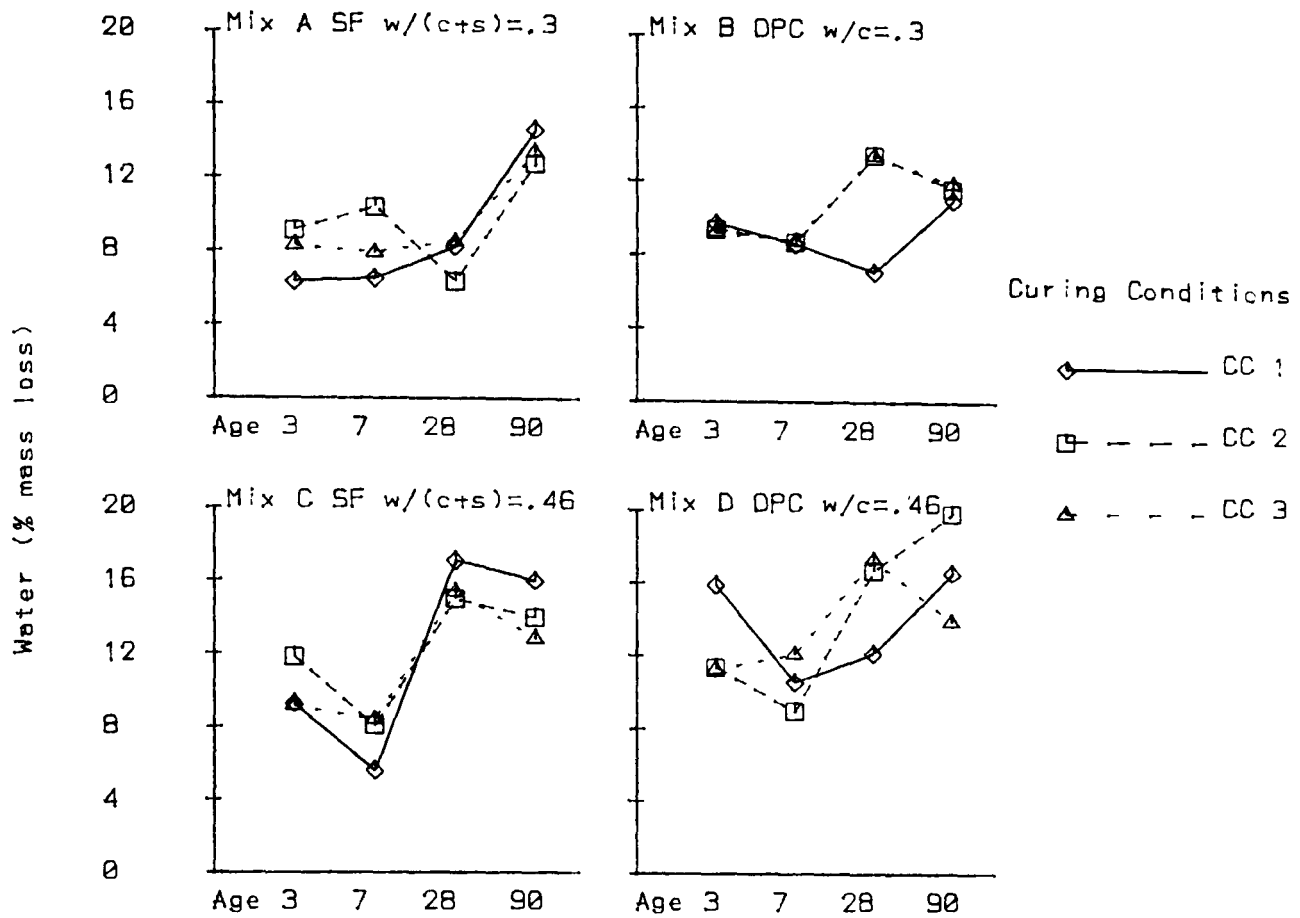 Water (% mass loss)
Mix A SF w/(c+s)=.3
20
16
12
8
4
0
Age 3 7 28 90
Mix B OPC w/c=.3
Age 3 7 28 90
Mix C SF w/(c+s)=.46
20
16
12
8
4
0
Age 3 7 28 90
Mix D OPC w/c=.46
Age 3 7 28 90
Curing Conditions
CC 1
CC 2
CC 3